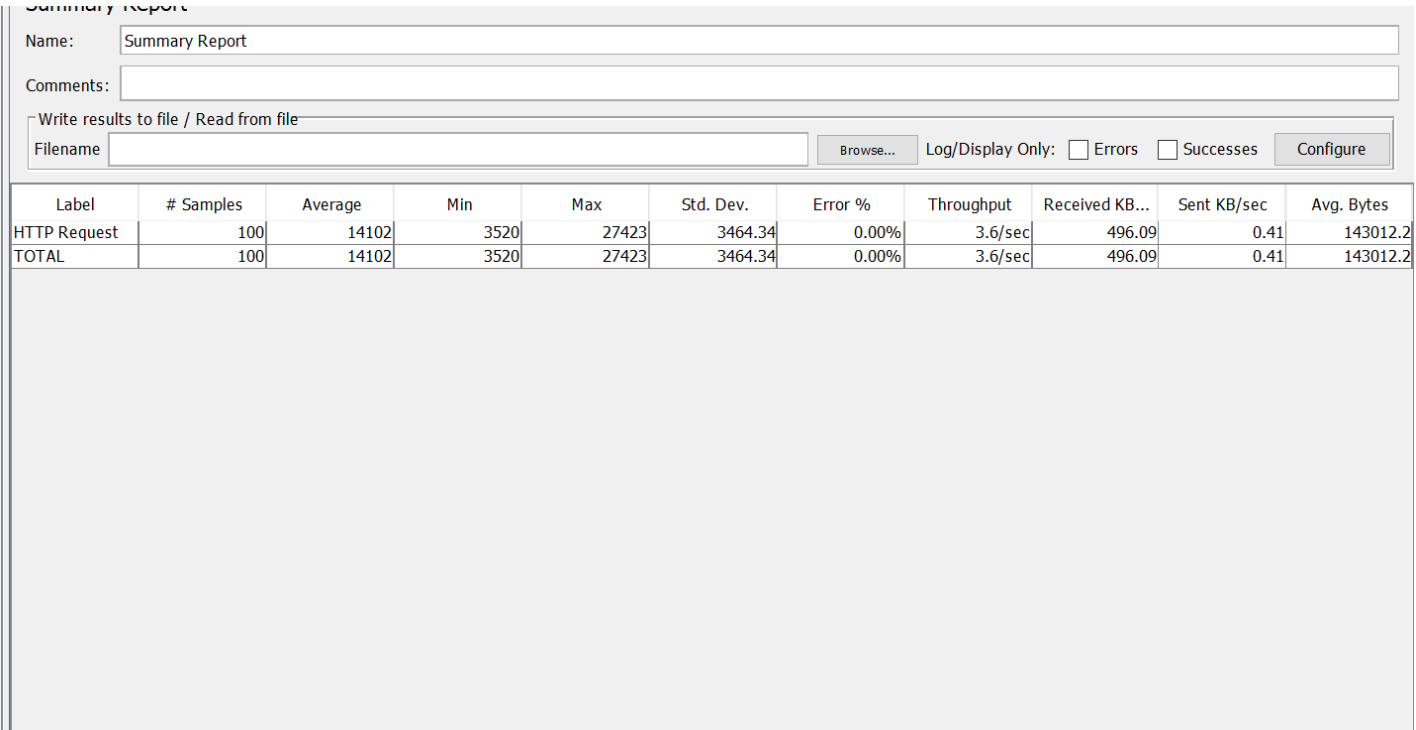 Summary Report
Name: Summary Report
Comments:
Write results to file / Read from file
Filename Browse... Log/Display Only: Errors Successes Configure
Label # Samples Average Min Max Std. Dev. Error % Throughput Received KB... Sent KB/sec Avg. Bytes
HTTP Request 100 14102 3520 27423 3464.34 0.00% 3.6/sec 496.09 0.41 143012.2
TOTAL 100 14102 3520 27423 3464.34 0.00% 3.6/sec 496.09 0.41 143012.2